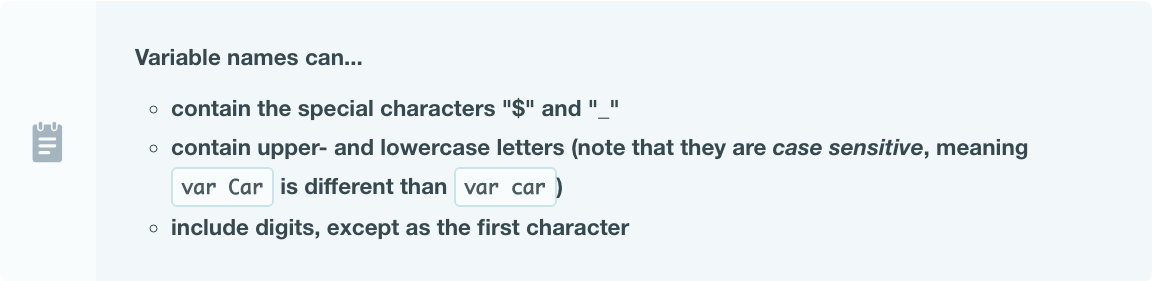 Variable names can...
contain the special characters "$" and "_"
contain upper- and lowercase letters (note that they are case sensitive, meaning
var Car is different than var car)
include digits, except as the first character